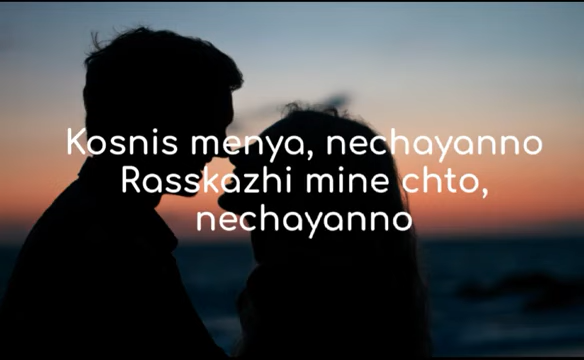 Kosnis menya, nechayanno
Rasskazhi mine chto,
nechayanno